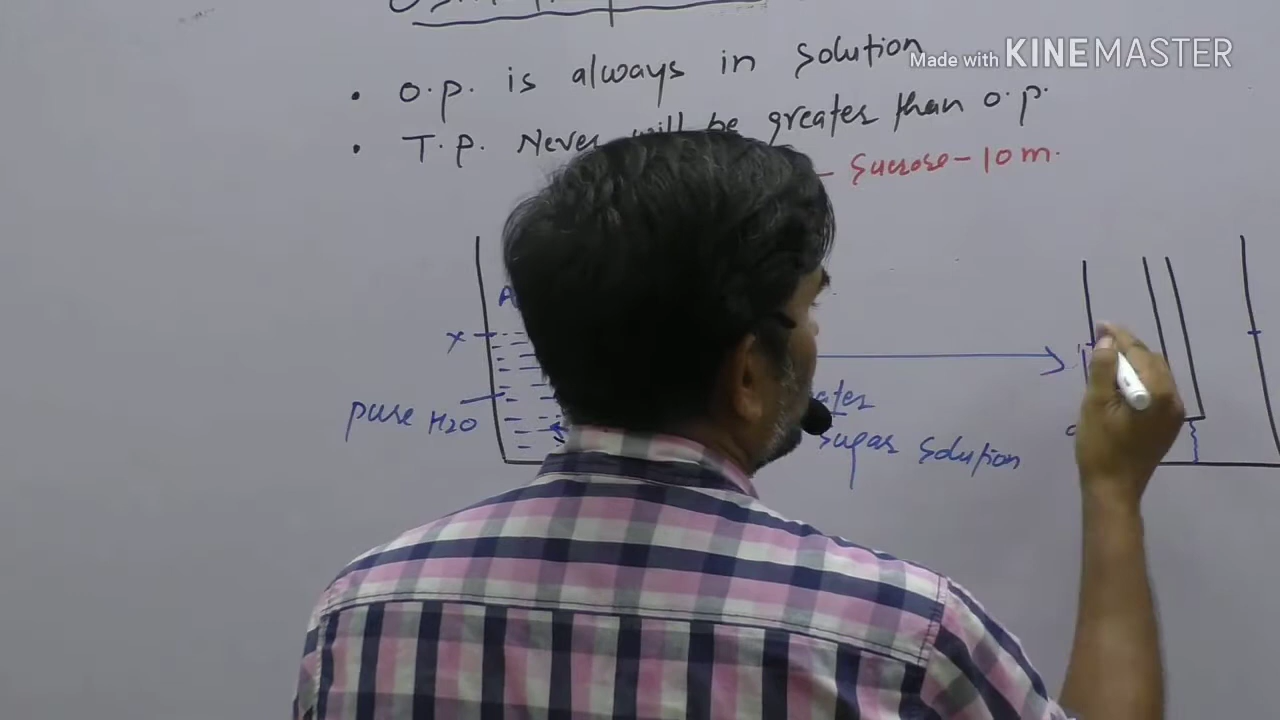 Made with KINEMASTER
• O.p. is always in solution
• T.p. Never will be greater than o.p.
- Sucrose - 10 m.
A
x
pure H2O
sugar solution